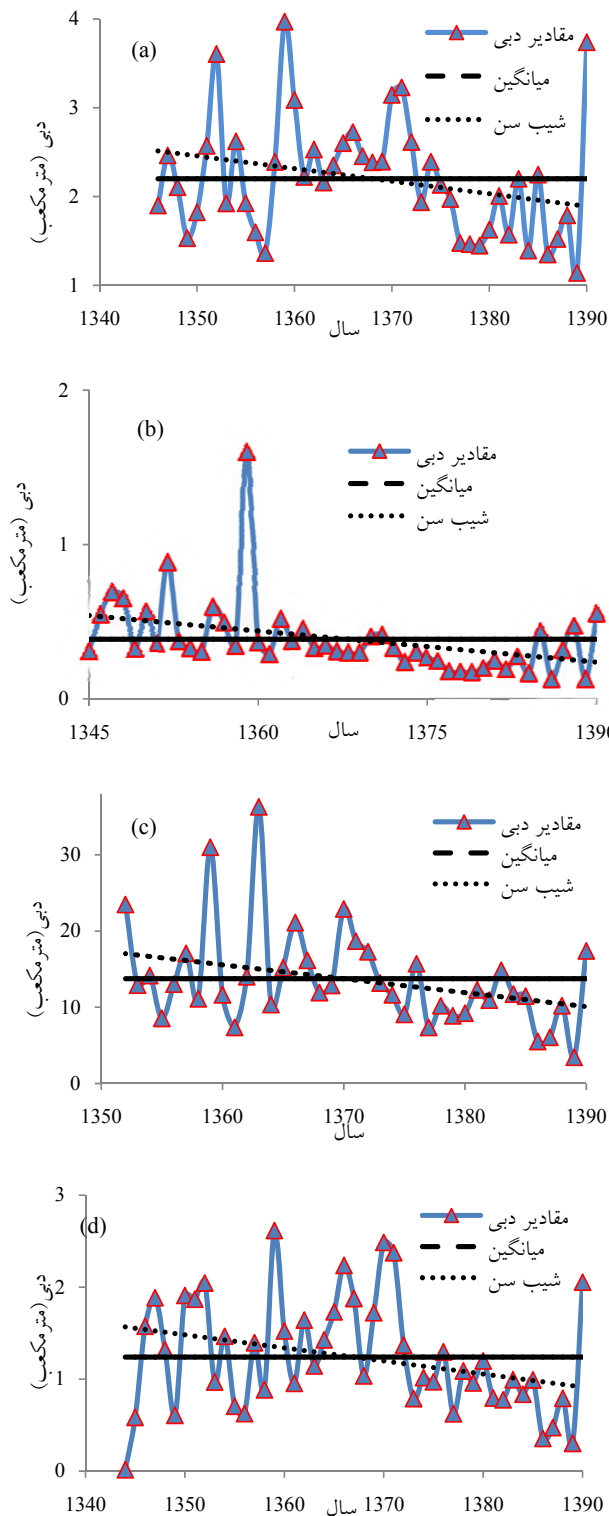 (a)
مقادیر دبی
میانگین
شیب سن
دبی (مترمکعب)
4
3
2
1
1340 1350 1360 1370 1380 1390
سال
(b)
مقادیر دبی
میانگین
شیب سن
دبی (مترمکعب)
2
1
0
1345 1360 1375 1390
سال
(c)
مقادیر دبی
میانگین
شیب سن
دبی (مترمکعب)
30
20
10
0
1350 1360 1370 1380 1390
سال
(d)
مقادیر دبی
میانگین
شیب سن
دبی (مترمکعب)
3
2
1
0
1340 1350 1360 1370 1380 1390
سال